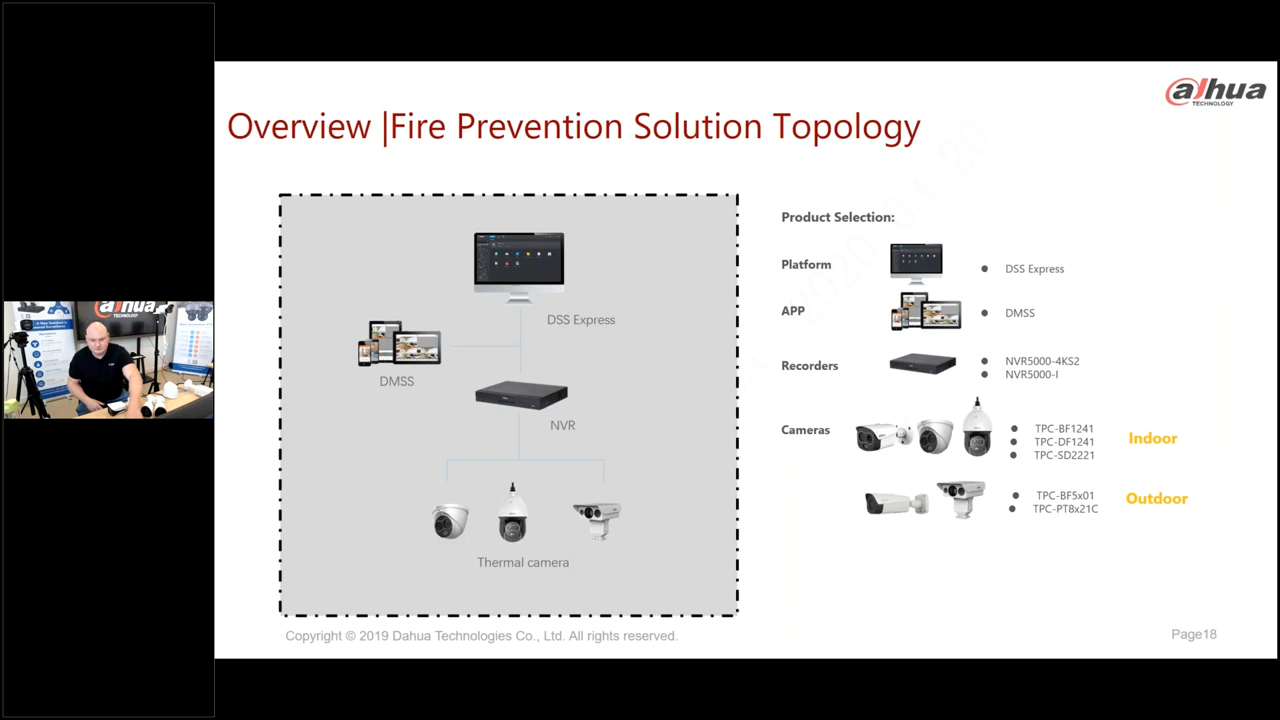 alhua
TECHNOLOGY
Overview |Fire Prevention Solution Topology
DSS Express
DMSS
NVR
Thermal camera
Product Selection:
Platform
DSS Express
APP
DMSS
Recorders
NVR5000-4KS2
NVR5000-I
Cameras
TPC-BF1241
TPC-DF1241
TPC-SD2221
Indoor
TPC-BF5x01
TPC-PT8x21C
Outdoor
Copyright © 2019 Dahua Technologies Co., Ltd. All rights reserved.
Page18
alhua
TECHNOLOGY